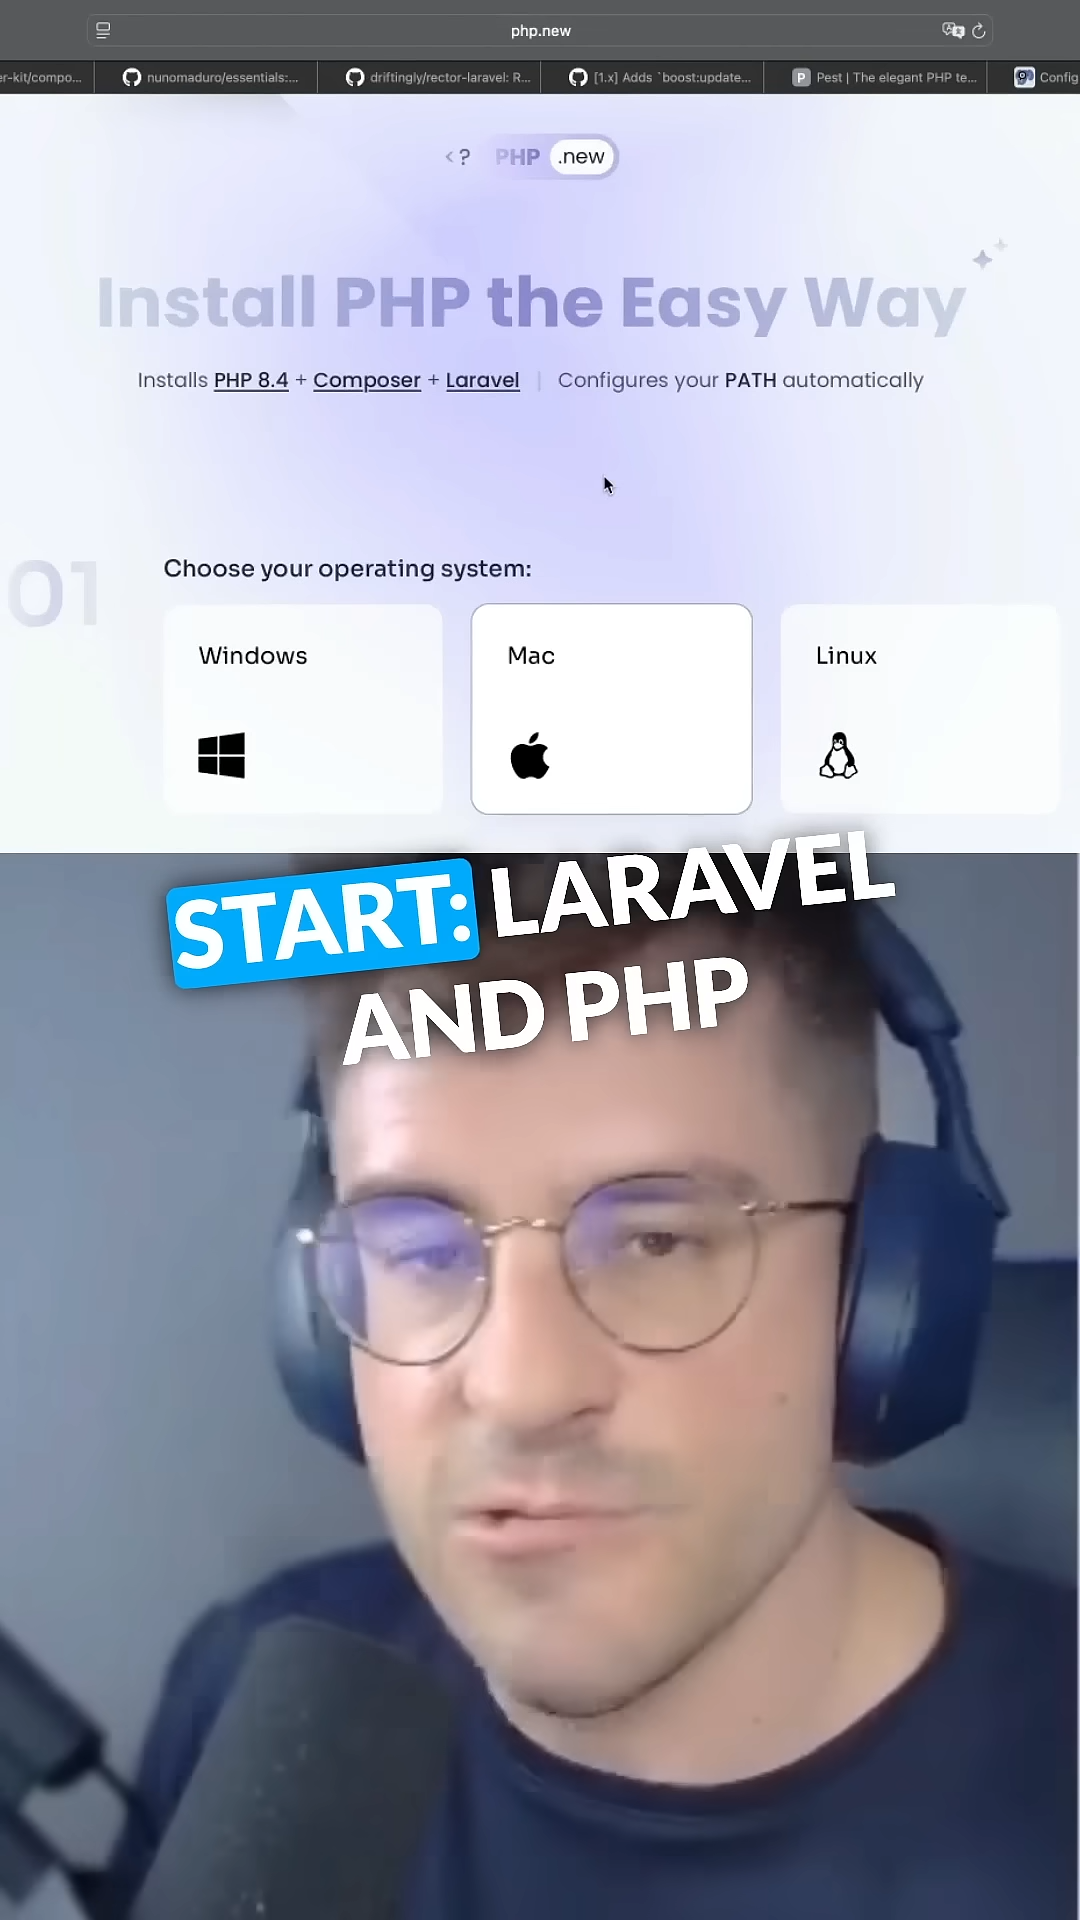 php.new
er-kit/compo...
nunomaduro/essentials:...
driftingly/rector-laravel: R...
[1.x] Adds `boost:update...
P
Pest | The elegant PHP te...
Config
<? PHP .new
Install PHP the Easy Way
Installs PHP 8.4 + Composer + Laravel | Configures your PATH automatically
01
Choose your operating system:
Windows
Mac
Linux
START: LARAVEL
AND PHP